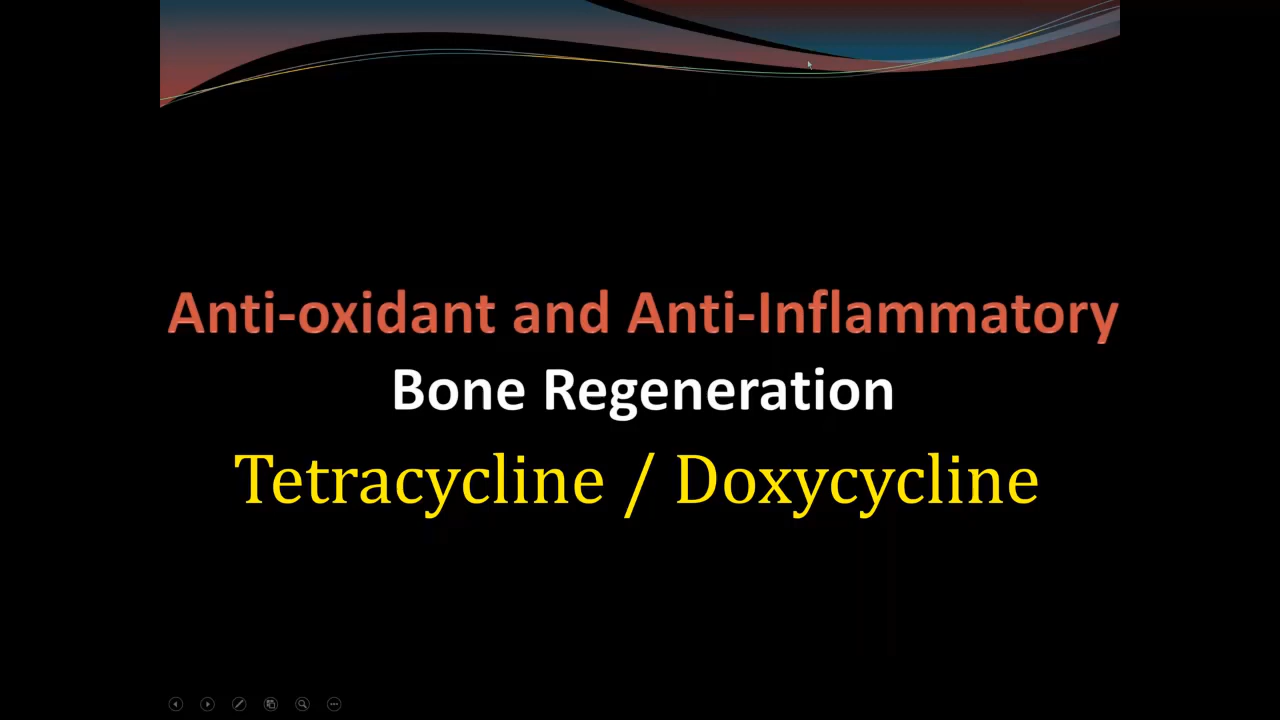 Anti-oxidant and Anti-Inflammatory
Bone Regeneration
Tetracycline / Doxycycline